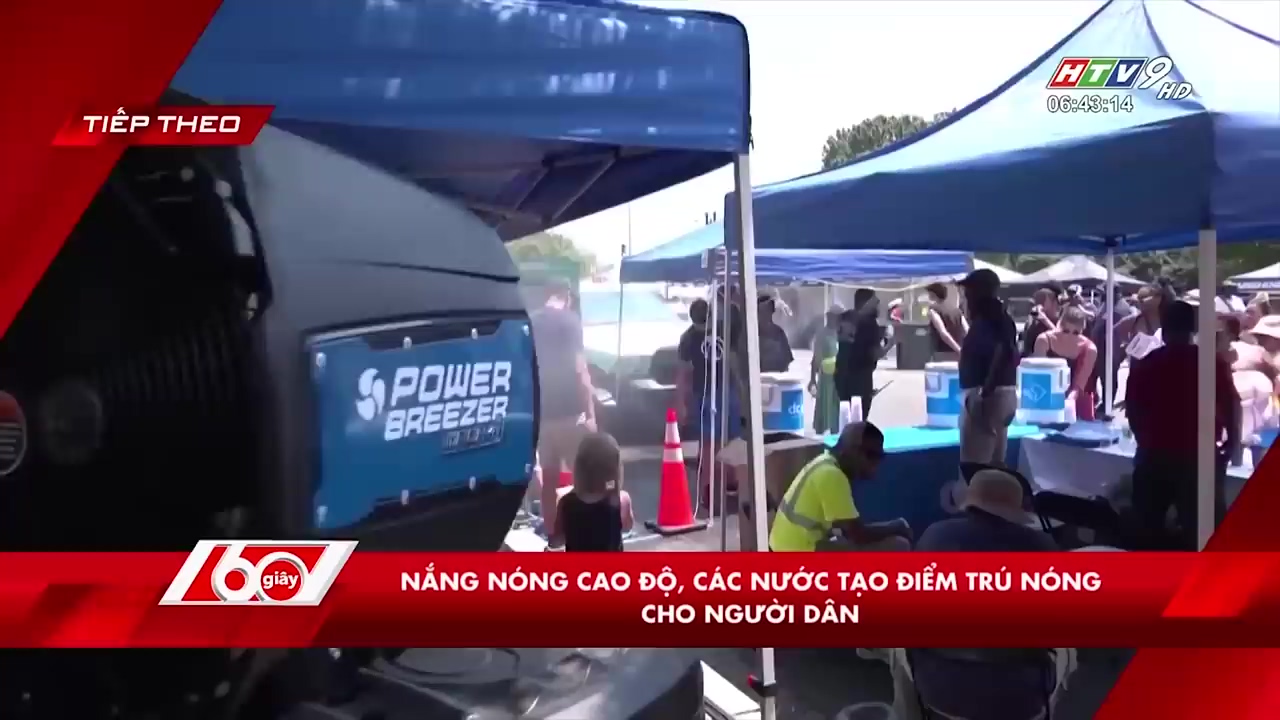 HTV9 HD
06:43:14
TIẾP THEO
POWER
BREEZER
60 giây
NẮNG NÓNG CAO ĐỘ, CÁC NƯỚC TẠO ĐIỂM TRÚ NÓNG
CHO NGƯỜI DÂN